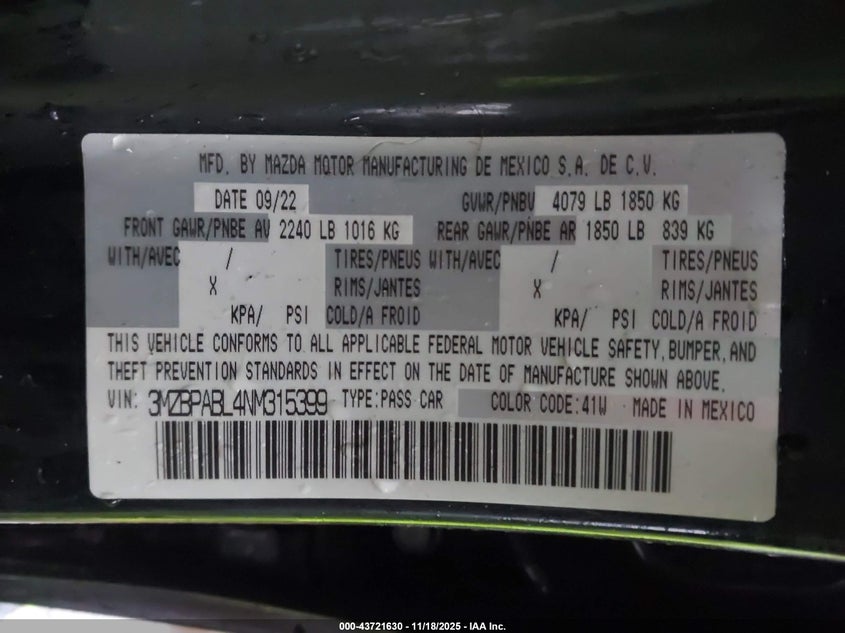 MFD. BY MAZDA MOTOR MANUFACTURING DE MEXICO S.A. DE C.V.
DATE 09/22 GVWR/PNBV 4079 LB 1850 KG
FRONT GAWR/PNBE AV 2240 LB 1016 KG REAR GAWR/PNBE AR 1850 LB 839 KG
WITH/AVEC / TIRES/PNEUS WITH/AVEC / TIRES/PNEUS
X RIMS/JANTES X RIMS/JANTES
KPA/ PSI COLD/A FROID KPA/ PSI COLD/A FROID
THIS VEHICLE CONFORMS TO ALL APPLICABLE FEDERAL MOTOR VEHICLE SAFETY, BUMPER, AND
THEFT PREVENTION STANDARDS IN EFFECT ON THE DATE OF MANUFACTURE SHOWN ABOVE.
VIN: 3MZBPABL4NM315399 TYPE:PASS CAR COLOR CODE:41W MADE IN MEXICO
000-43721630 - 11/18/2025 - IAA Inc.